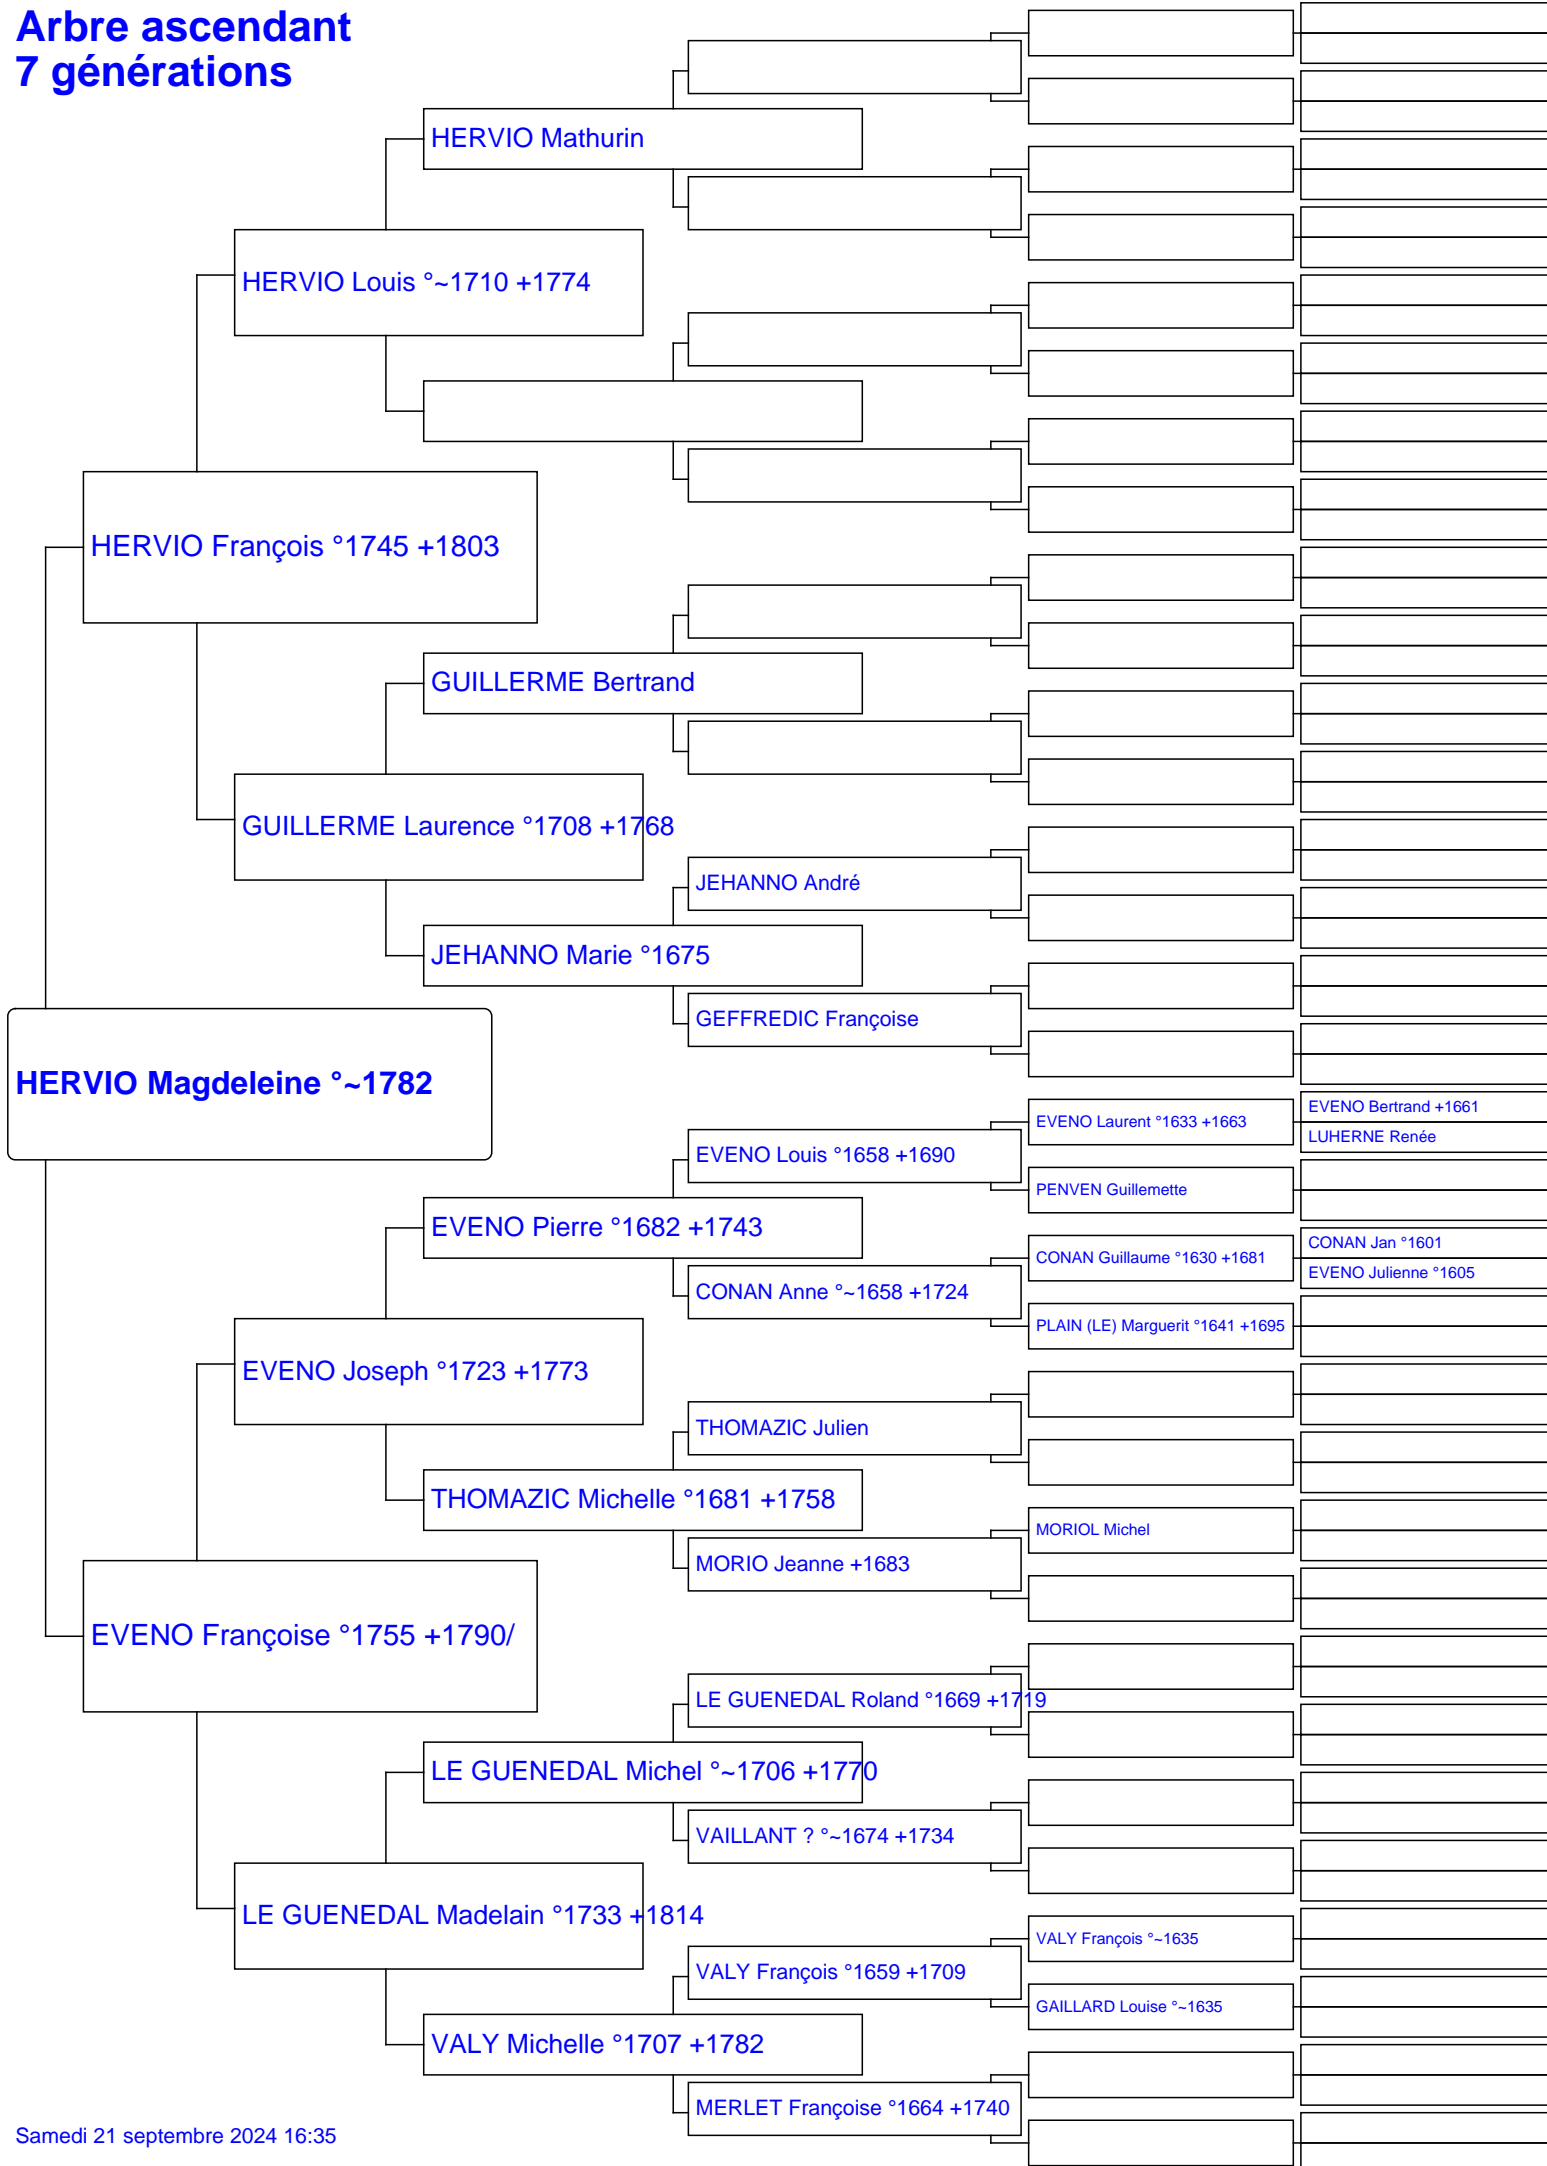 Arbre ascendant
7 générations
HERVIO Mathurin
HERVIO Louis °~1710 +1774
HERVIO François °1745 +1803
GUILLERME Bertrand
GUILLERME Laurence °1708 +1768
JEHANNO André
JEHANNO Marie °1675
GEFFREDIC Françoise
HERVIO Magdeleine °~1782
EVENO Bertrand +1661
EVENO Laurent °1633 +1663
LUHERNE Renée
EVENO Louis °1658 +1690
PENVEN Guillemette
EVENO Pierre °1682 +1743
CONAN Jan °1601
CONAN Guillaume °1630 +1681
EVENO Julienne °1605
CONAN Anne °~1658 +1724
PLAIN (LE) Marguerit °1641 +1695
EVENO Joseph °1723 +1773
THOMAZIC Julien
THOMAZIC Michelle °1681 +1758
MORIOL Michel
MORIO Jeanne +1683
EVENO Françoise °1755 +1790/
LE GUENEDAL Roland °1669 +1719
LE GUENEDAL Michel °~1706 +1770
VAILLANT ? °~1674 +1734
LE GUENEDAL Madelain °1733 +1814
VALY François °~1635
VALY François °1659 +1709
GAILLARD Louise °~1635
VALY Michelle °1707 +1782
MERLET Françoise °1664 +1740
Samedi 21 septembre 2024 16:35